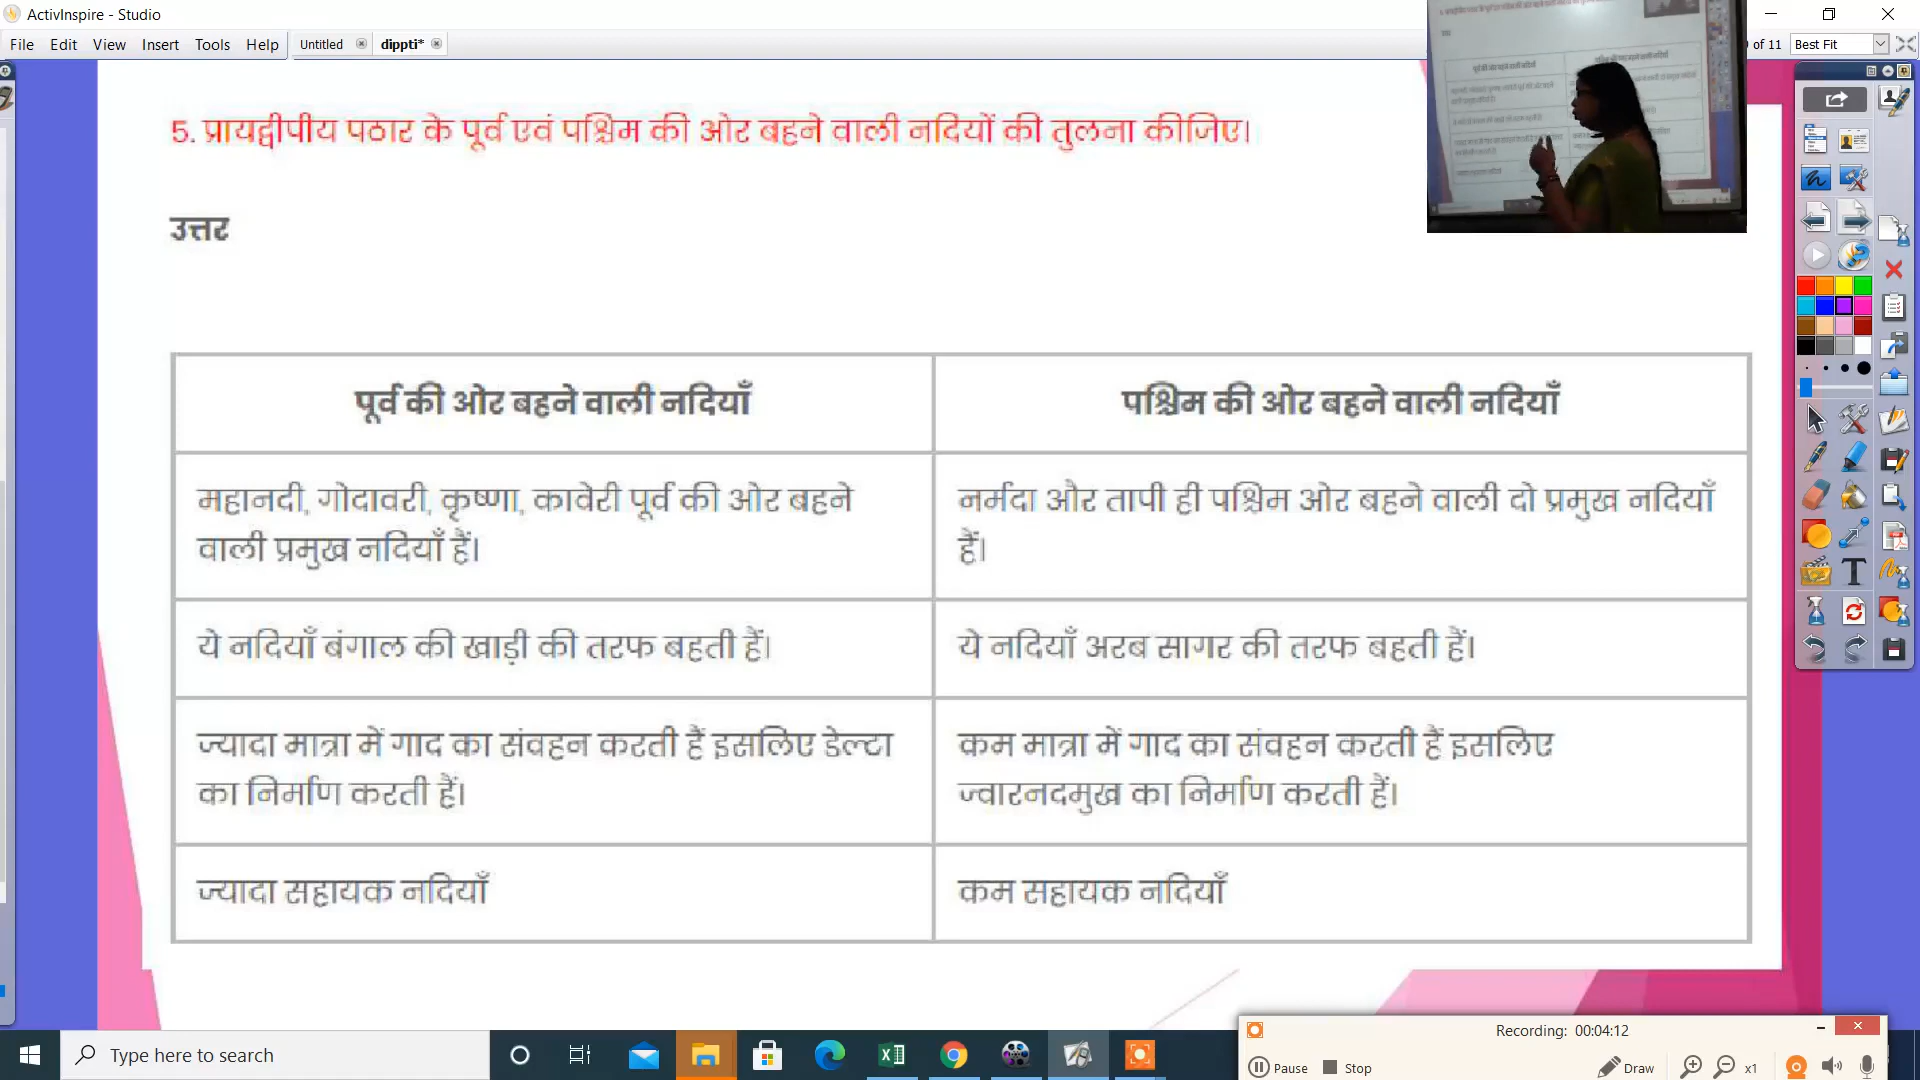 ActivInspire - Studio
File Edit View Insert Tools Help Untitled dippti* of 11 Best Fit
5. प्रायद्वीपीय पठार के पूर्व एवं पश्चिम की ओर बहने वाली नदियों की तुलना कीजिए।
उत्तर
पूर्व की ओर बहने वाली नदियाँ
पश्चिम की ओर बहने वाली नदियाँ
महानदी, गोदावरी, कृष्णा, कावेरी पूर्व की ओर बहने
वाली प्रमुख नदियाँ हैं।
नर्मदा और तापी ही पश्चिम ओर बहने वाली दो प्रमुख नदियाँ
हैं।
ये नदियाँ बंगाल की खाड़ी की तरफ बहती हैं।
ये नदियाँ अरब सागर की तरफ बहती हैं।
ज्यादा मात्रा में गाद का संवहन करती हैं इसलिए डेल्टा
का निर्माण करती हैं।
कम मात्रा में गाद का संवहन करती हैं इसलिए
ज्वारनदमुख का निर्माण करती हैं।
ज्यादा सहायक नदियाँ
कम सहायक नदियाँ
Recording: 00:04:12
Pause Stop Draw x1
Type here to search